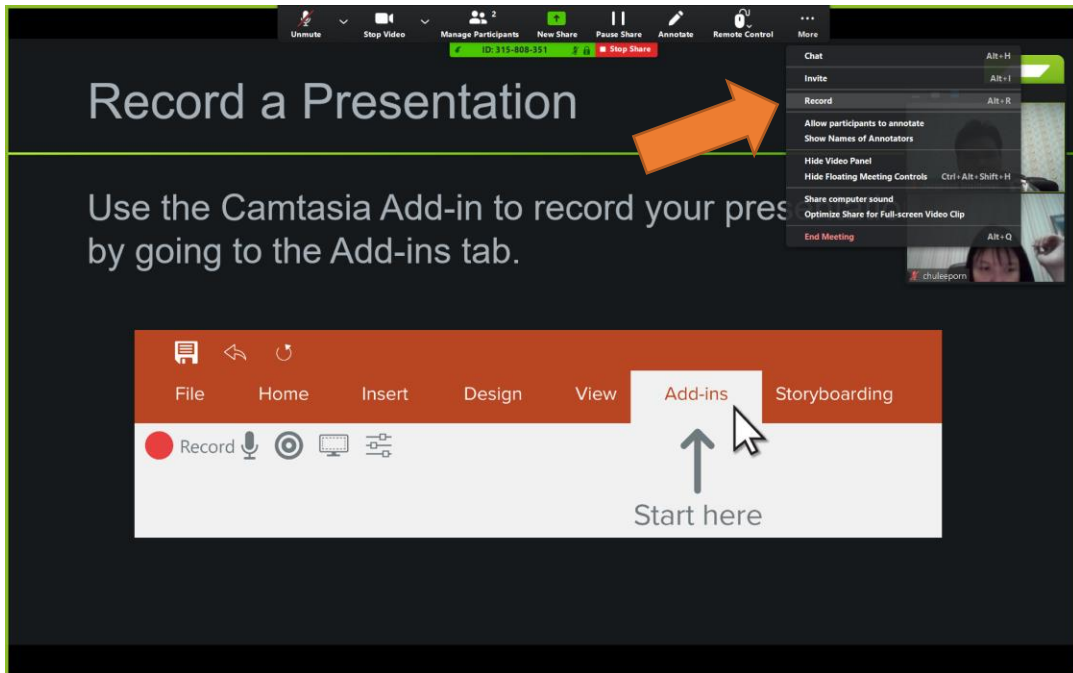 Unmute
Stop Video
Manage Participants
2
New Share
Pause Share
Annotate
Remote Control
More
ID: 315-808-351
Stop Share
Chat Alt+H
Invite Alt+I
Record Alt+R
Allow participants to annotate
Show Names of Annotators
Hide Video Panel
Hide Floating Meeting Controls Ctrl+Alt+Shift+H
Share computer sound
Optimize Share for Full-screen Video Clip
End Meeting Alt+Q
chuleeporn
Record a Presentation
Use the Camtasia Add-in to record your
by going to the Add-ins tab.
File Home Insert Design View Add-ins Storyboarding
Record
Start here